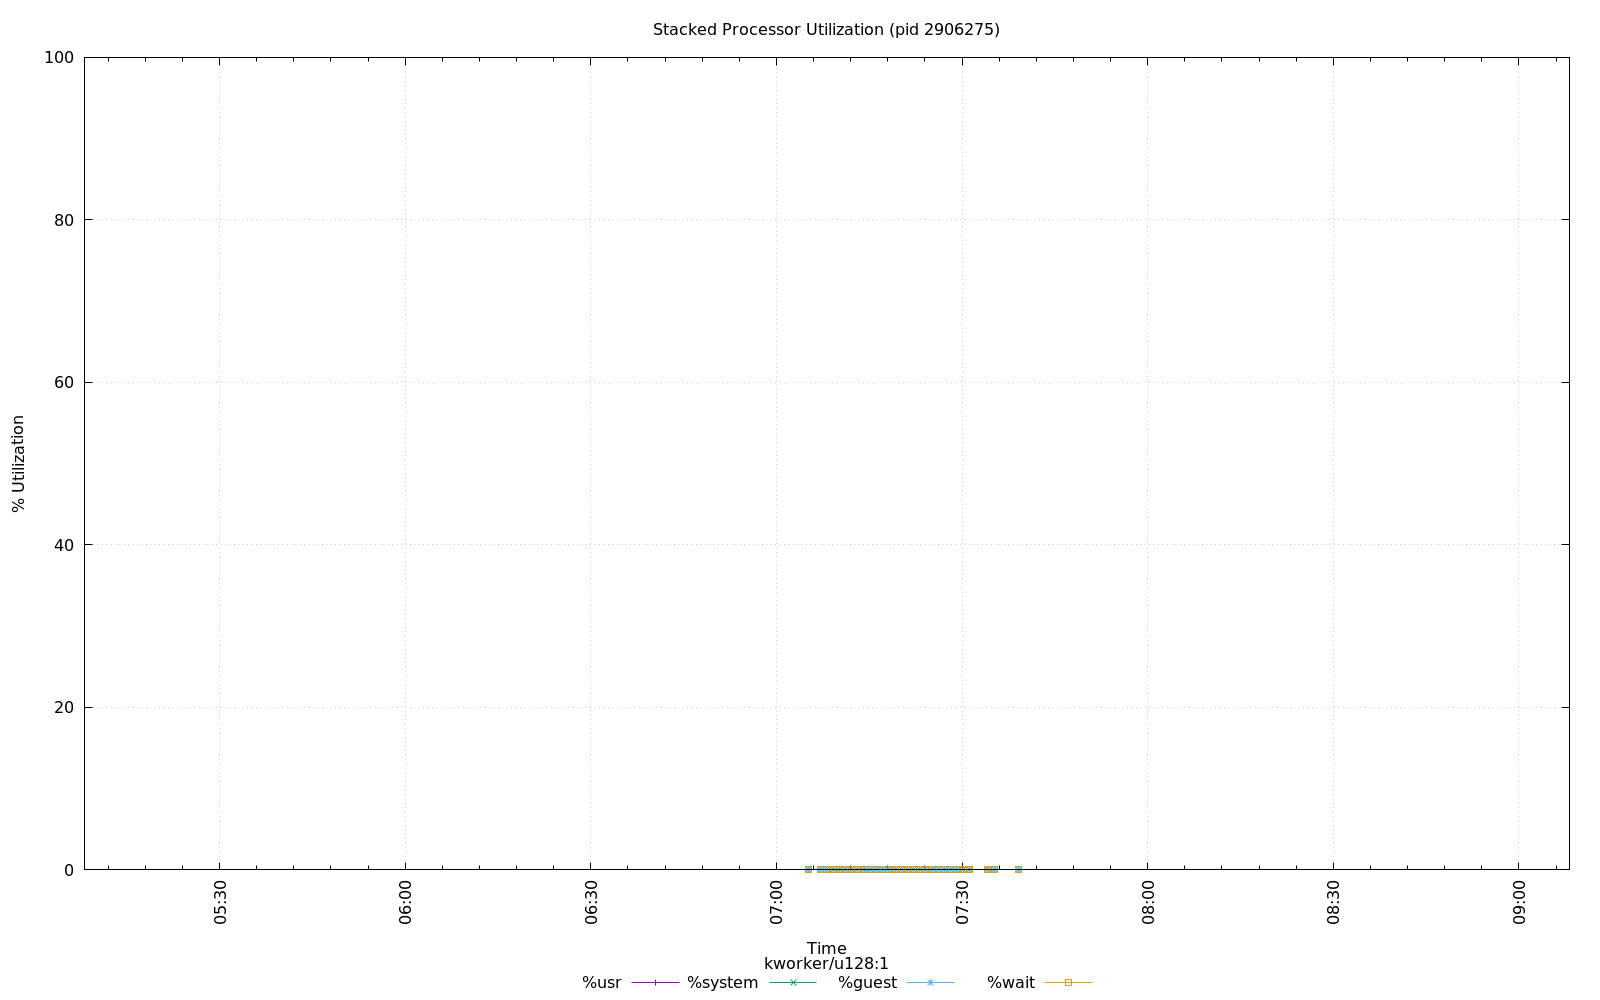 Stacked Processor Utilization (pid 2906275)
100
80
60
40
20
0
% Utilization
05:30 06:00 06:30 07:00 07:30 08:00 08:30 09:00
Time
kworker/u128:1
%usr %system %guest %wait